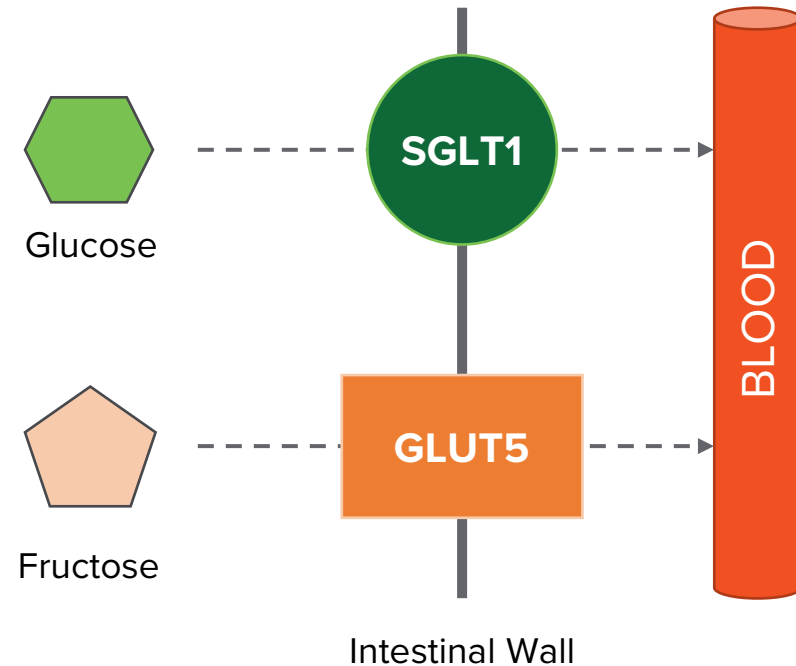 SGLT1
Glucose
BLOOD
GLUT5
Fructose
Intestinal Wall